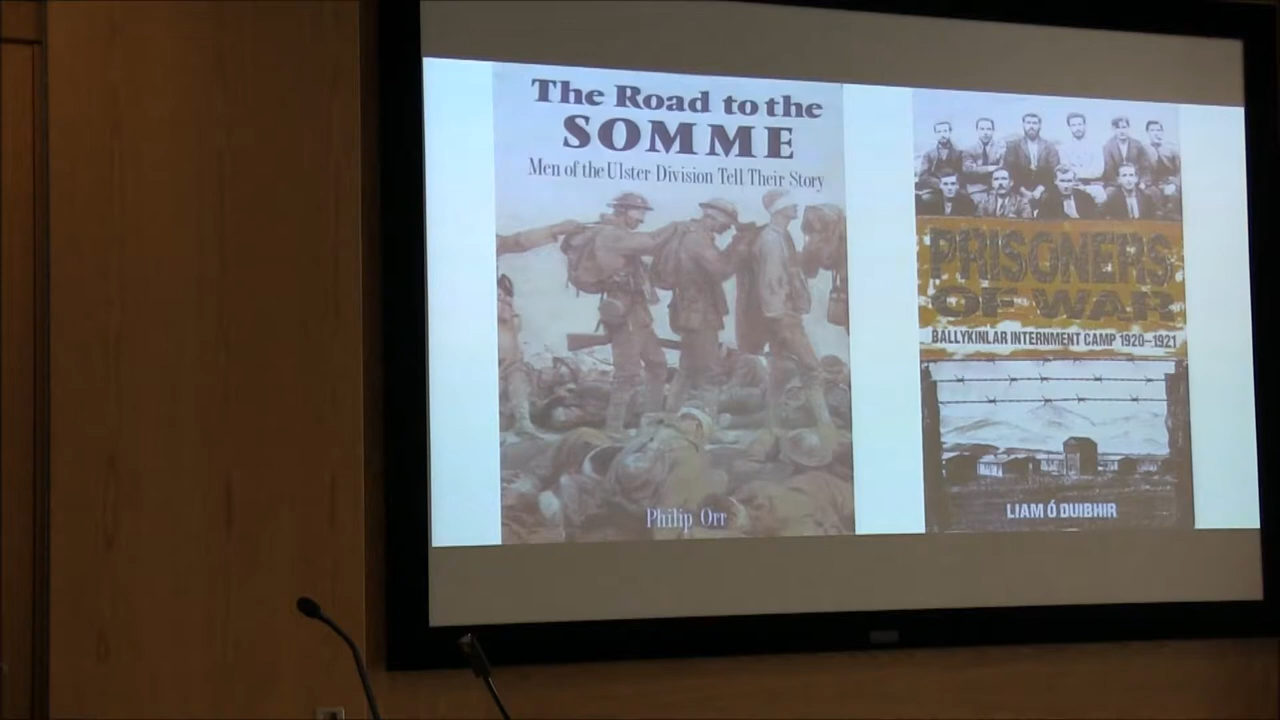 The Road to the
SOMME
Men of the Ulster Division Tell Their Story
Philip Orr
PRISONERS
OF WAR
BALLYKINLAR INTERNMENT CAMP 1920–1921
LIAM Ó DUIBHIR